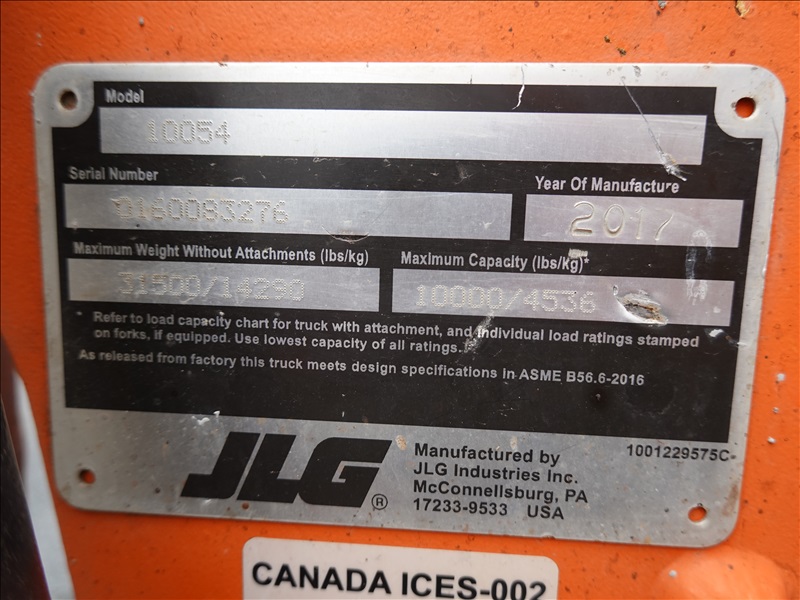 Model
10054
Serial Number
0160083276
Year Of Manufacture
2017
Maximum Weight Without Attachments (lbs/kg)
31500/14290
Maximum Capacity (lbs/kg)*
10000/4536
* Refer to load capacity chart for truck with attachment, and individual load ratings stamped
on forks, if equipped. Use lowest capacity of all ratings.
As released from factory this truck meets design specifications in ASME B56.6-2016
JLG®
Manufactured by
JLG Industries Inc.
McConnellsburg, PA
17233-9533 USA
1001229575C
CANADA ICES-002